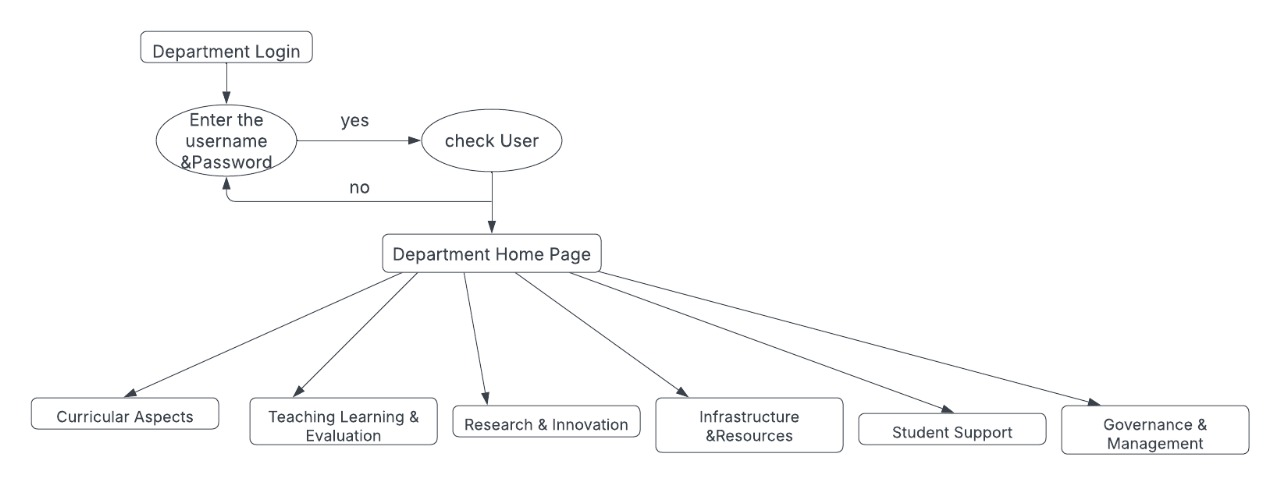 Department Login
Enter the
username
&Password
yes
check User
no
Department Home Page
Curricular Aspects
Teaching Learning &
Evaluation
Research & Innovation
Infrastructure
&Resources
Student Support
Governance &
Management